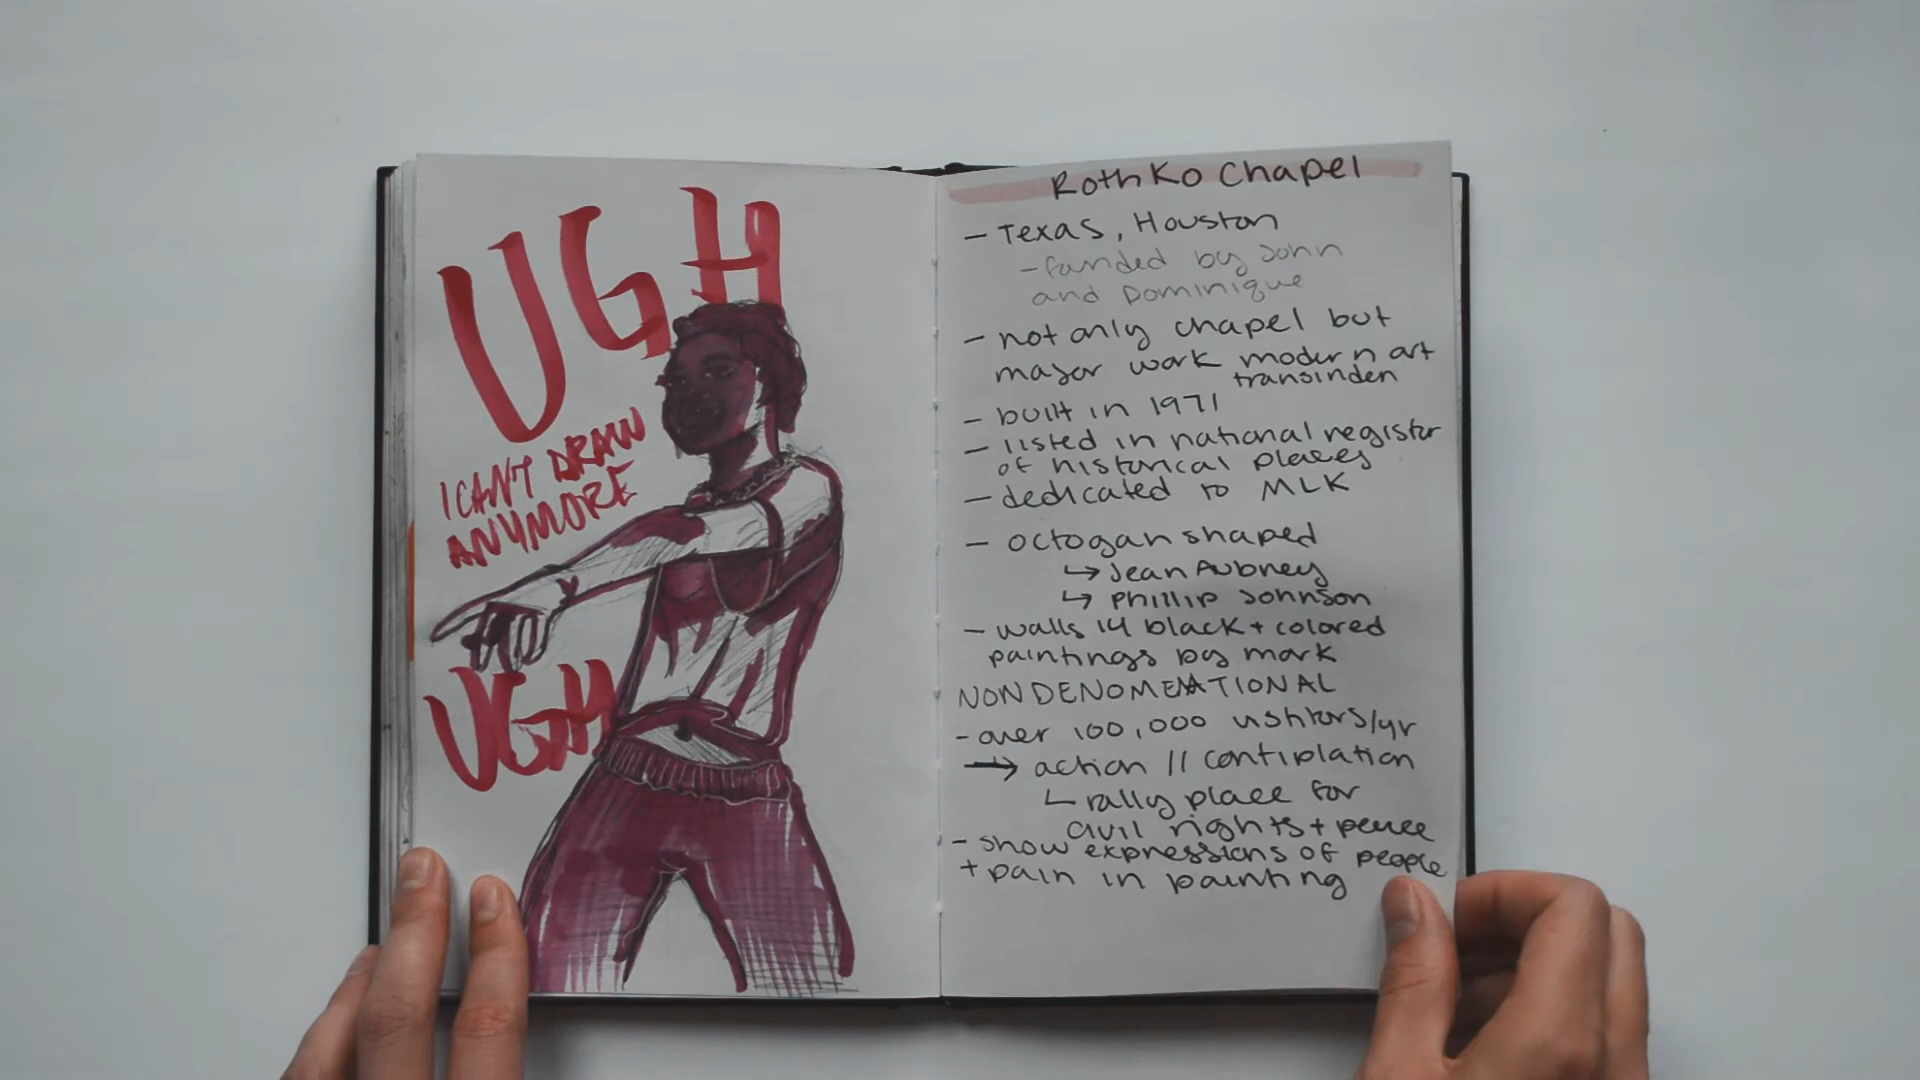 UGH
I CAN'T DRAW
ANYMORE
UGH
Rothko Chapel
- Texas, Houston
- funded by John
and Dominique
- not only chapel but
major work modern art
transinden
- built in 1971
- listed in national register
of historical places
- dedicated to MLK
- octogan shaped
↳ Jean Aubney
↳ Phillip Johnson
- walls 14 black + colored
paintings by mark
NONDENOMENATIONAL
- over 100,000 vishtors/yr
→ action // contiplation
↳ rally place for
civil rights + peace
- show expressions of people
+ pain in painting